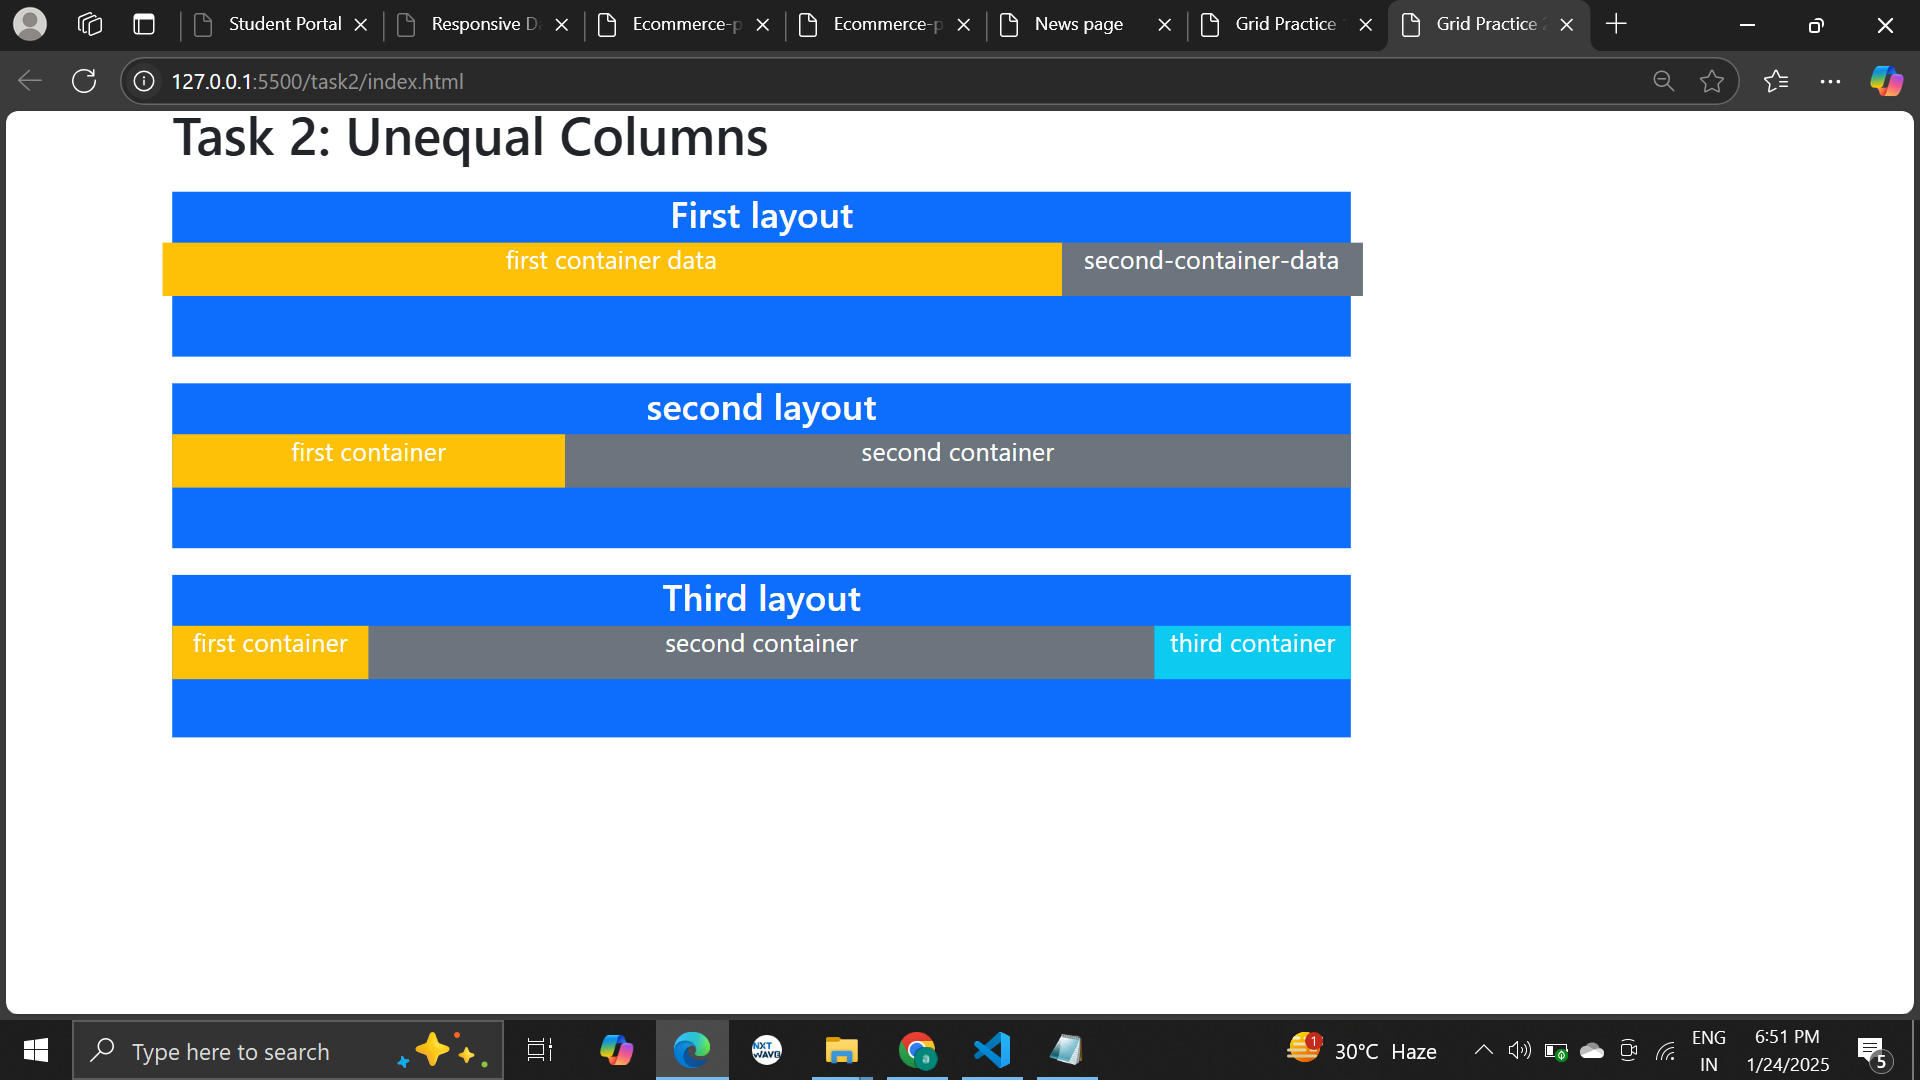 Student Portal
Responsive D
Ecommerce-p
Ecommerce-p
News page
Grid Practice
Grid Practice 2
127.0.0.1:5500/task2/index.html
Task 2: Unequal Columns
First layout
first container data
second-container-data
second layout
first container
second container
Third layout
first container
second container
third container
Type here to search
NXT
WAVE
a
1
30°C Haze
ENG
IN
6:51 PM
1/24/2025
5